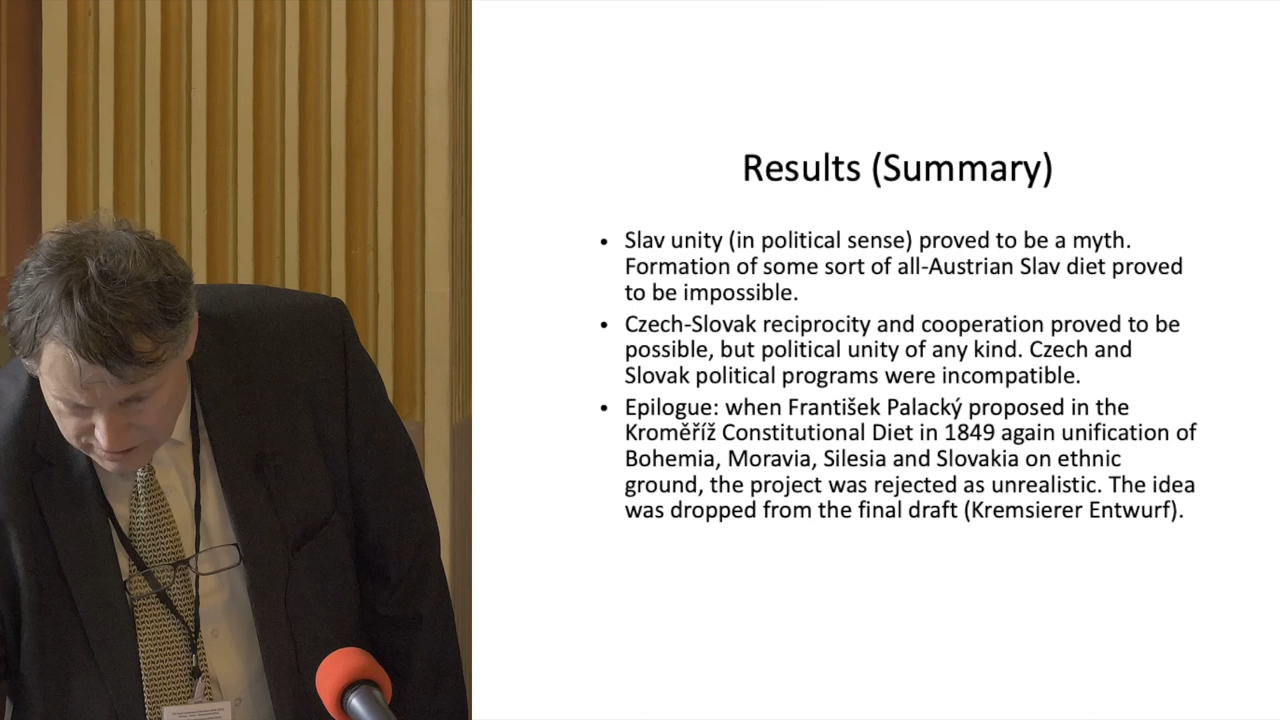 Results (Summary)
• Slav unity (in political sense) proved to be a myth.
Formation of some sort of all-Austrian Slav diet proved
to be impossible.
• Czech-Slovak reciprocity and cooperation proved to be
possible, but political unity of any kind. Czech and
Slovak political programs were incompatible.
• Epilogue: when František Palacký proposed in the
Kroměříž Constitutional Diet in 1849 again unification of
Bohemia, Moravia, Silesia and Slovakia on ethnic
ground, the project was rejected as unrealistic. The idea
was dropped from the final draft (Kremsierer Entwurf).